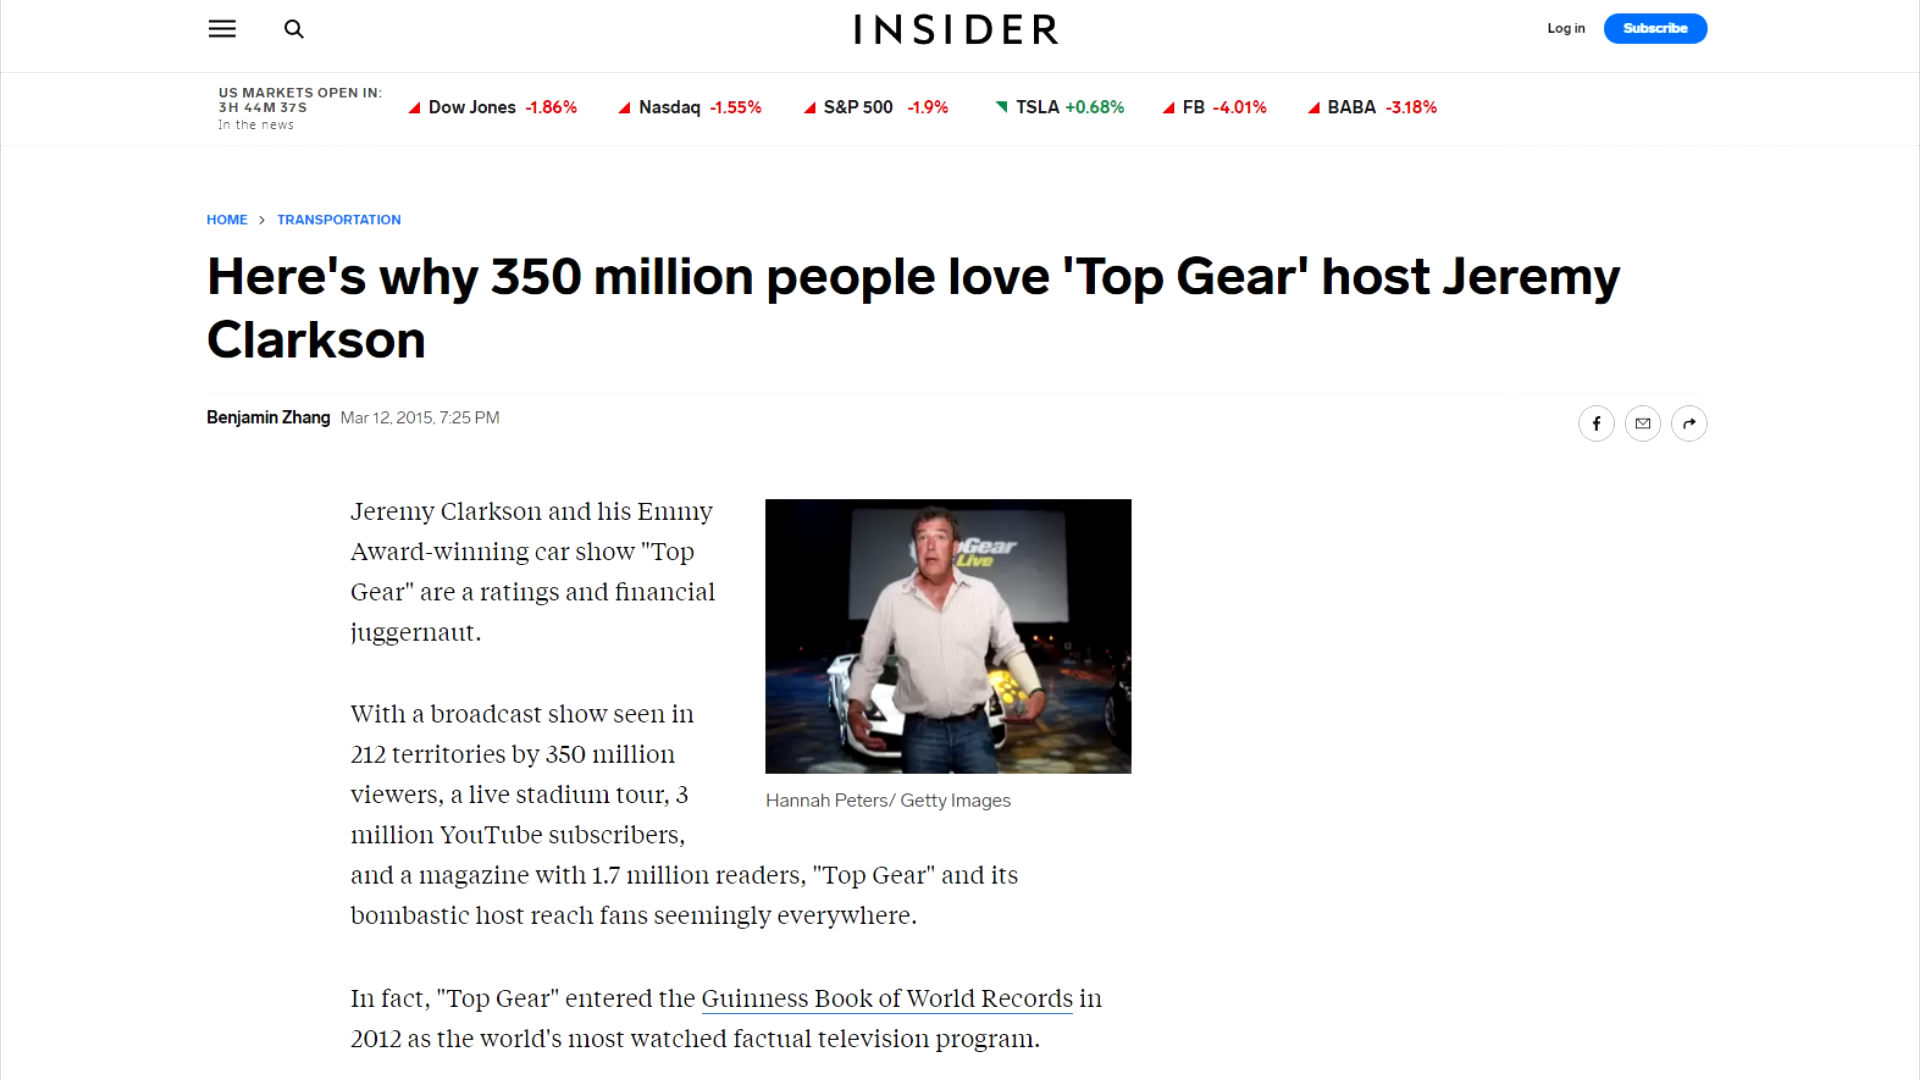 INSIDER
Log in
Subscribe
US MARKETS OPEN IN:
3H 44M 37S
In the news
Dow Jones -1.86%
Nasdaq -1.55%
S&P 500 -1.9%
TSLA +0.68%
FB -4.01%
BABA -3.18%
HOME > TRANSPORTATION
Here's why 350 million people love 'Top Gear' host Jeremy
Clarkson
Benjamin Zhang Mar 12, 2015, 7:25 PM
Jeremy Clarkson and his Emmy
Award-winning car show "Top
Gear" are a ratings and financial
juggernaut.
Gear
Live
Hannah Peters/ Getty Images
With a broadcast show seen in
212 territories by 350 million
viewers, a live stadium tour, 3
million YouTube subscribers,
and a magazine with 1.7 million readers, "Top Gear" and its
bombastic host reach fans seemingly everywhere.
In fact, "Top Gear" entered the Guinness Book of World Records in
2012 as the world's most watched factual television program.